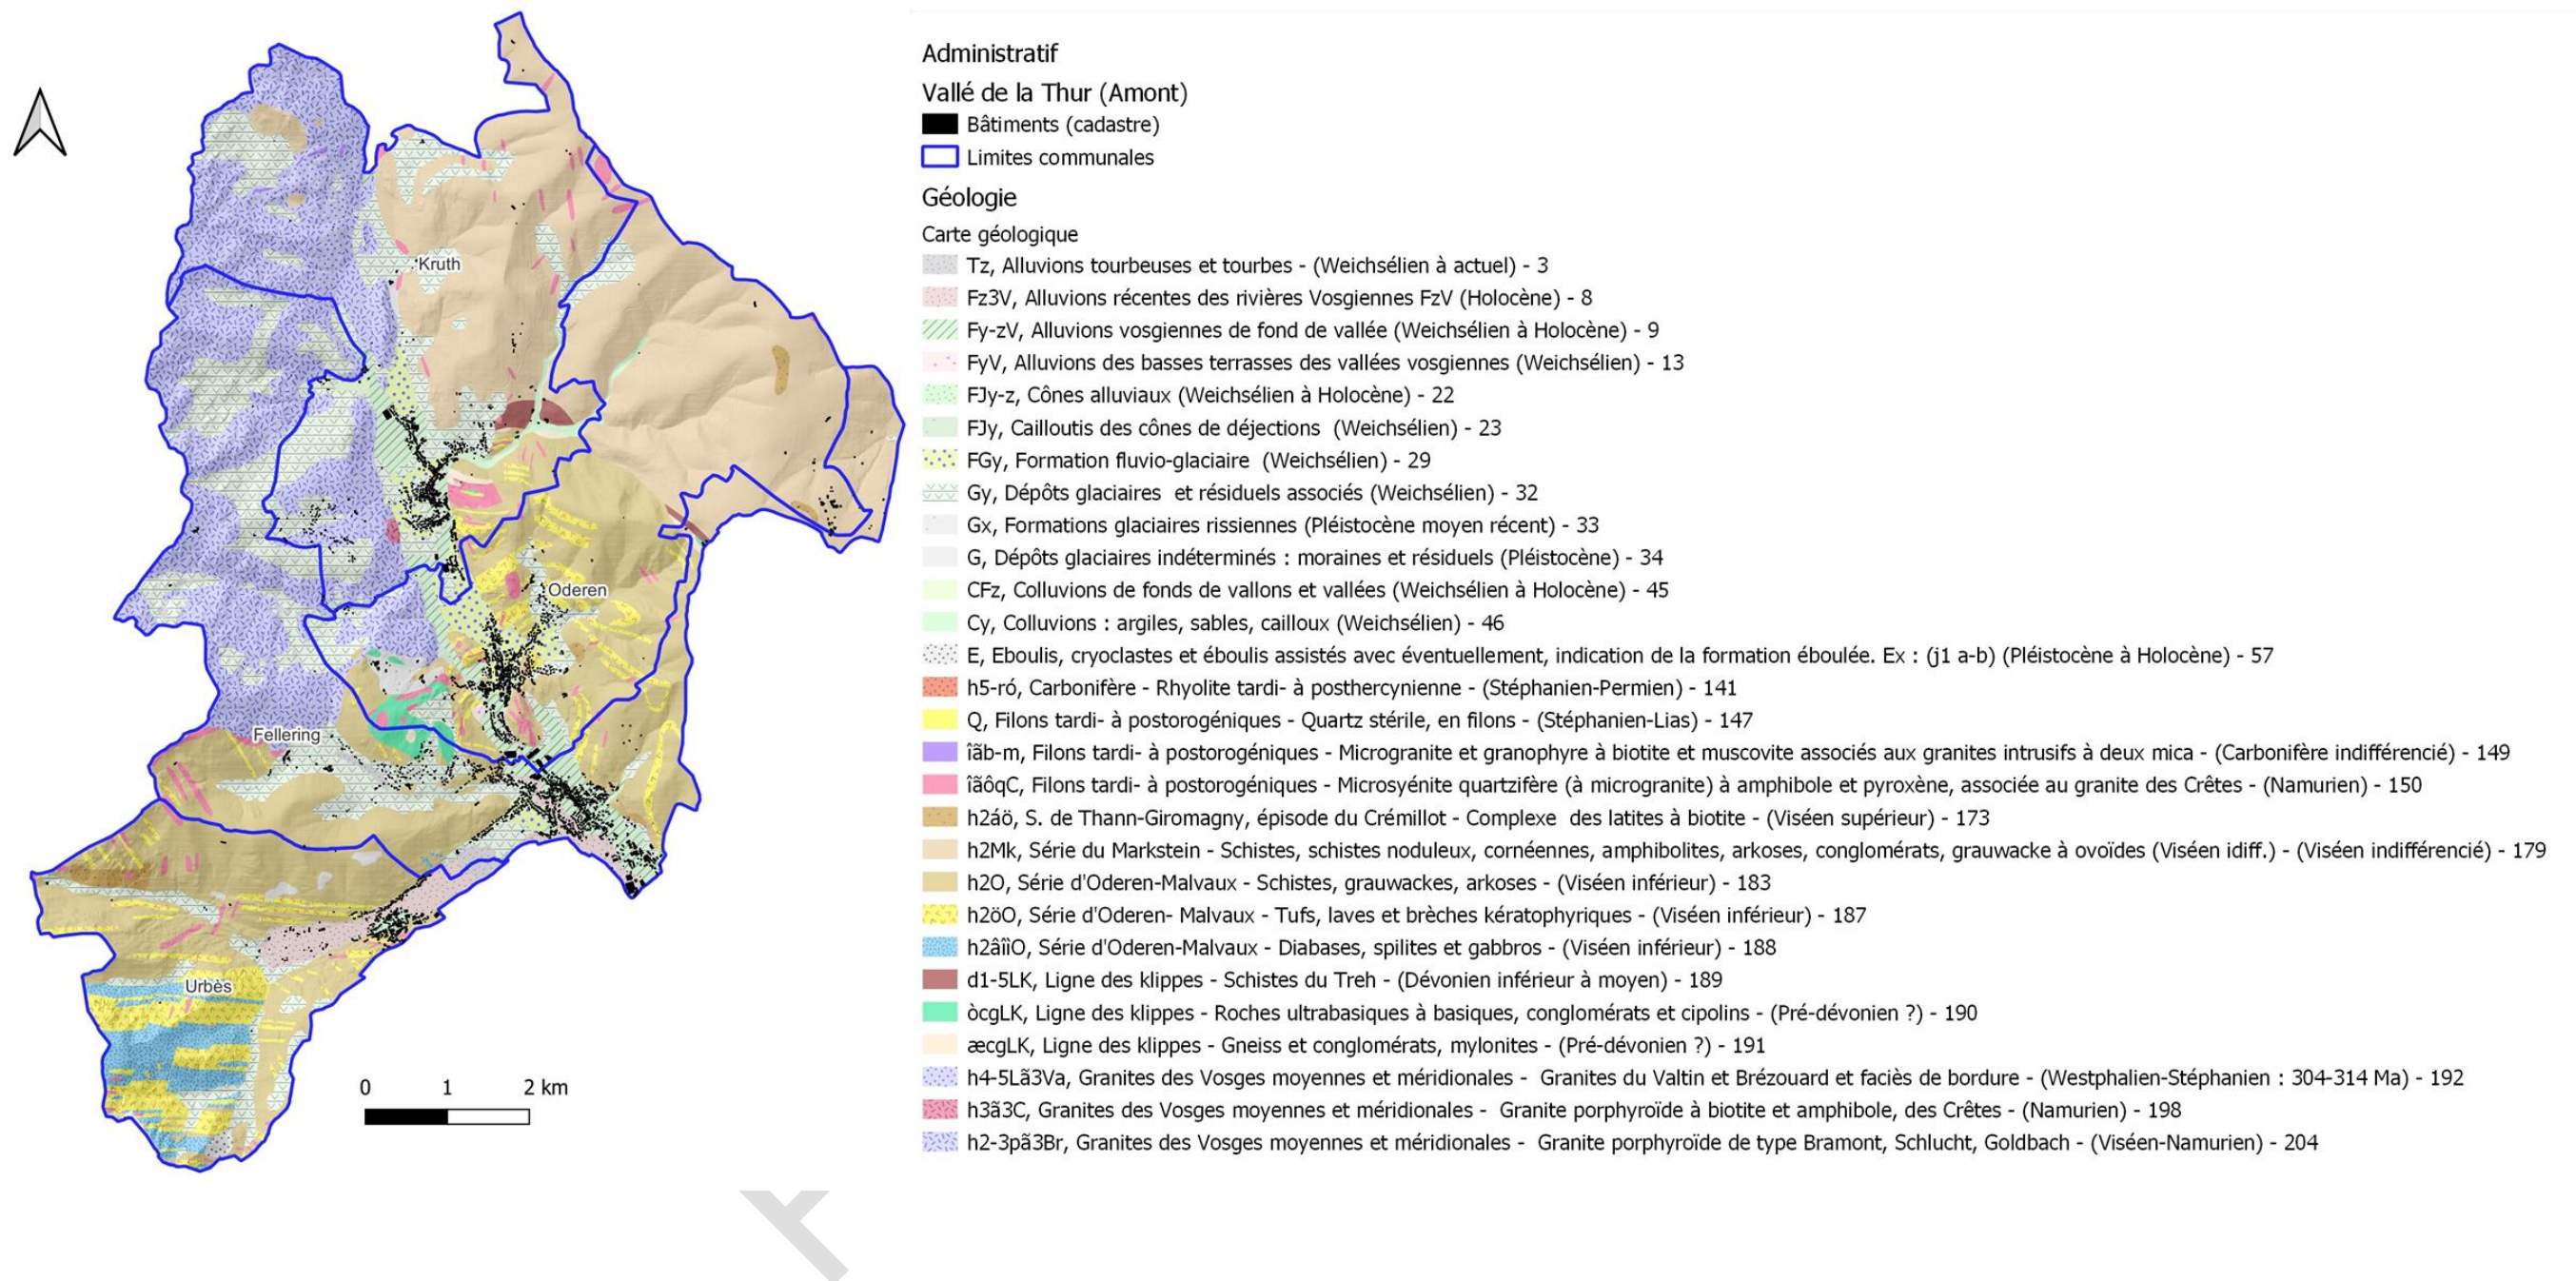 Kruth
Oderen
Fellering
Urbès
0 1 2 km
Administratif
Vallé de la Thur (Amont)
Bâtiments (cadastre)
Limites communales
Géologie
Carte géologique
Tz, Alluvions tourbeuses et tourbes - (Weichsélien à actuel) - 3
Fz3V, Alluvions récentes des rivières Vosgiennes FzV (Holocène) - 8
Fy-zV, Alluvions vosgiennes de fond de vallée (Weichsélien à Holocène) - 9
FyV, Alluvions des basses terrasses des vallées vosgiennes (Weichsélien) - 13
FJy-z, Cônes alluviaux (Weichsélien à Holocène) - 22
FJy, Cailloutis des cônes de déjections (Weichsélien) - 23
FGy, Formation fluvio-glaciaire (Weichsélien) - 29
Gy, Dépôts glaciaires et résiduels associés (Weichsélien) - 32
Gx, Formations glaciaires rissiennes (Pléistocène moyen récent) - 33
G, Dépôts glaciaires indéterminés : moraines et résiduels (Pléistocène) - 34
CFz, Colluvions de fonds de vallons et vallées (Weichsélien à Holocène) - 45
Cy, Colluvions : argiles, sables, cailloux (Weichsélien) - 46
E, Eboulis, cryoclastes et éboulis assistés avec éventuellement, indication de la formation éboulée. Ex : (j1 a-b) (Pléistocène à Holocène) - 57
h5-ró, Carbonifère - Rhyolite tardi- à posthercynienne - (Stéphanien-Permien) - 141
Q, Filons tardi- à postorogéniques - Quartz stérile, en filons - (Stéphanien-Lias) - 147
îãb-m, Filons tardi- à postorogéniques - Microgranite et granophyre à biotite et muscovite associés aux granites intrusifs à deux mica - (Carbonifère indifférencié) - 149
îãôqC, Filons tardi- à postorogéniques - Microsyénite quartzifère (à microgranite) à amphibole et pyroxène, associée au granite des Crêtes - (Namurien) - 150
h2áö, S. de Thann-Giromagny, épisode du Crémillot - Complexe des latites à biotite - (Viséen supérieur) - 173
h2Mk, Série du Markstein - Schistes, schistes noduleux, cornéennes, amphibolites, arkoses, conglomérats, grauwacke à ovoïdes (Viséen idiff.) - (Viséen indifférencié) - 179
h2O, Série d'Oderen-Malvaux - Schistes, grauwackes, arkoses - (Viséen inférieur) - 183
h2öO, Série d'Oderen- Malvaux - Tufs, laves et brèches kératophyriques - (Viséen inférieur) - 187
h2âîìO, Série d'Oderen-Malvaux - Diabases, spilites et gabbros - (Viséen inférieur) - 188
d1-5LK, Ligne des klippes - Schistes du Treh - (Dévonien inférieur à moyen) - 189
òcgLK, Ligne des klippes - Roches ultrabasiques à basiques, conglomérats et cipolins - (Pré-dévonien ?) - 190
æcgLK, Ligne des klippes - Gneiss et conglomérats, mylonites - (Pré-dévonien ?) - 191
h4-5Lã3Va, Granites des Vosges moyennes et méridionales - Granites du Valtin et Brézouard et faciès de bordure - (Westphalien-Stéphanien : 304-314 Ma) - 192
h3ã3C, Granites des Vosges moyennes et méridionales - Granite porphyroïde à biotite et amphibole, des Crêtes - (Namurien) - 198
h2-3pã3Br, Granites des Vosges moyennes et méridionales - Granite porphyroïde de type Bramont, Schlucht, Goldbach - (Viséen-Namurien) - 204